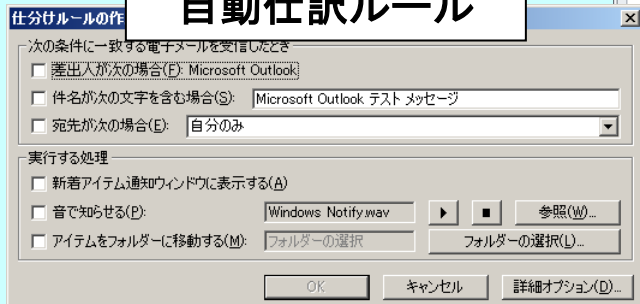 自動仕訳ルール
仕分けルールの作
次の条件に一致する電子メールを受信したとき
差出人が次の場合(F): Microsoft Outlook
件名が次の文字を含む場合(S): Microsoft Outlook テスト メッセージ
宛先が次の場合(E): 自分のみ
実行する処理
新着アイテム通知ウィンドウに表示する(A)
音で知らせる(P): Windows Notify.wav 参照(W)...
アイテムをフォルダーに移動する(M): フォルダーの選択 フォルダーの選択(L)...
OK キャンセル 詳細オプション(D)...